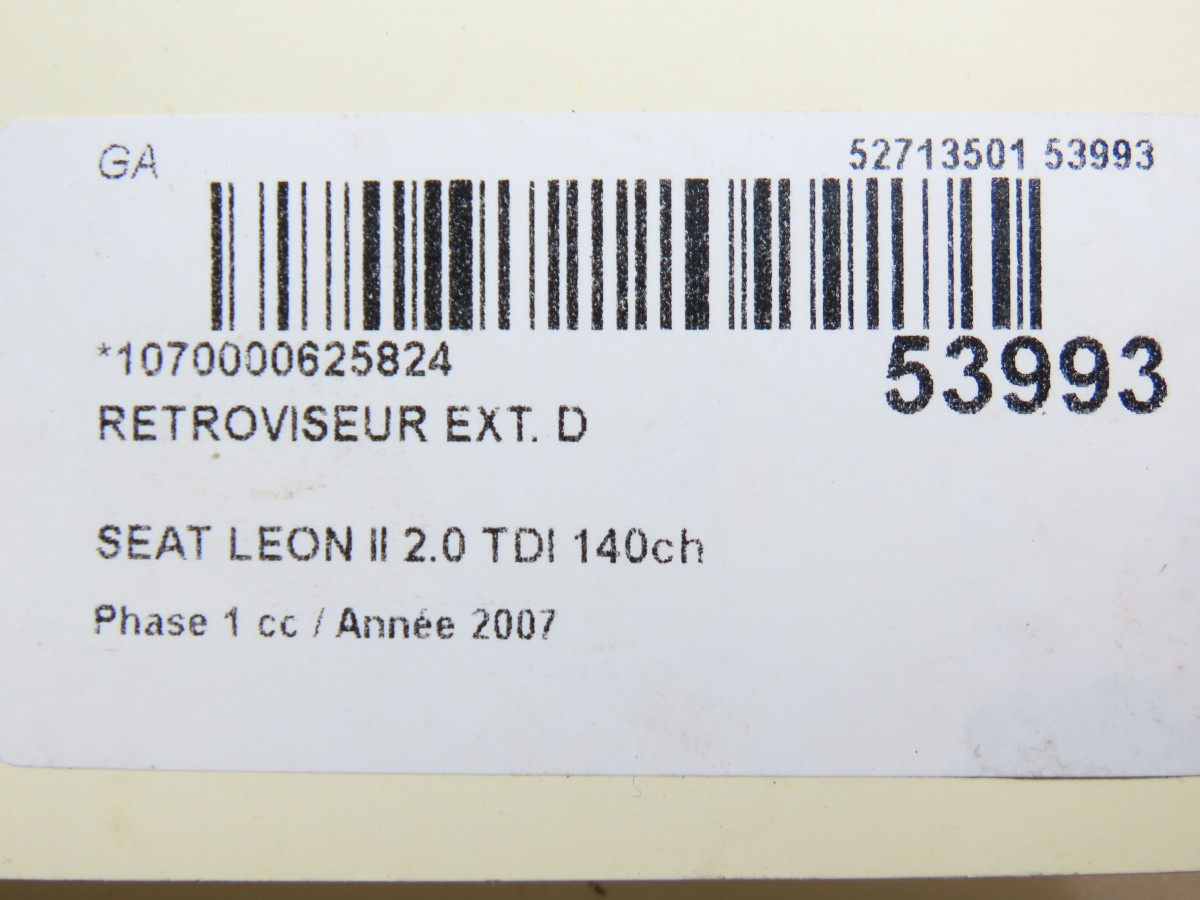 GA 52713501 53993
*1070000625824
53993
RETROVISEUR EXT. D
SEAT LEON II 2.0 TDI 140ch
Phase 1 cc / Année 2007